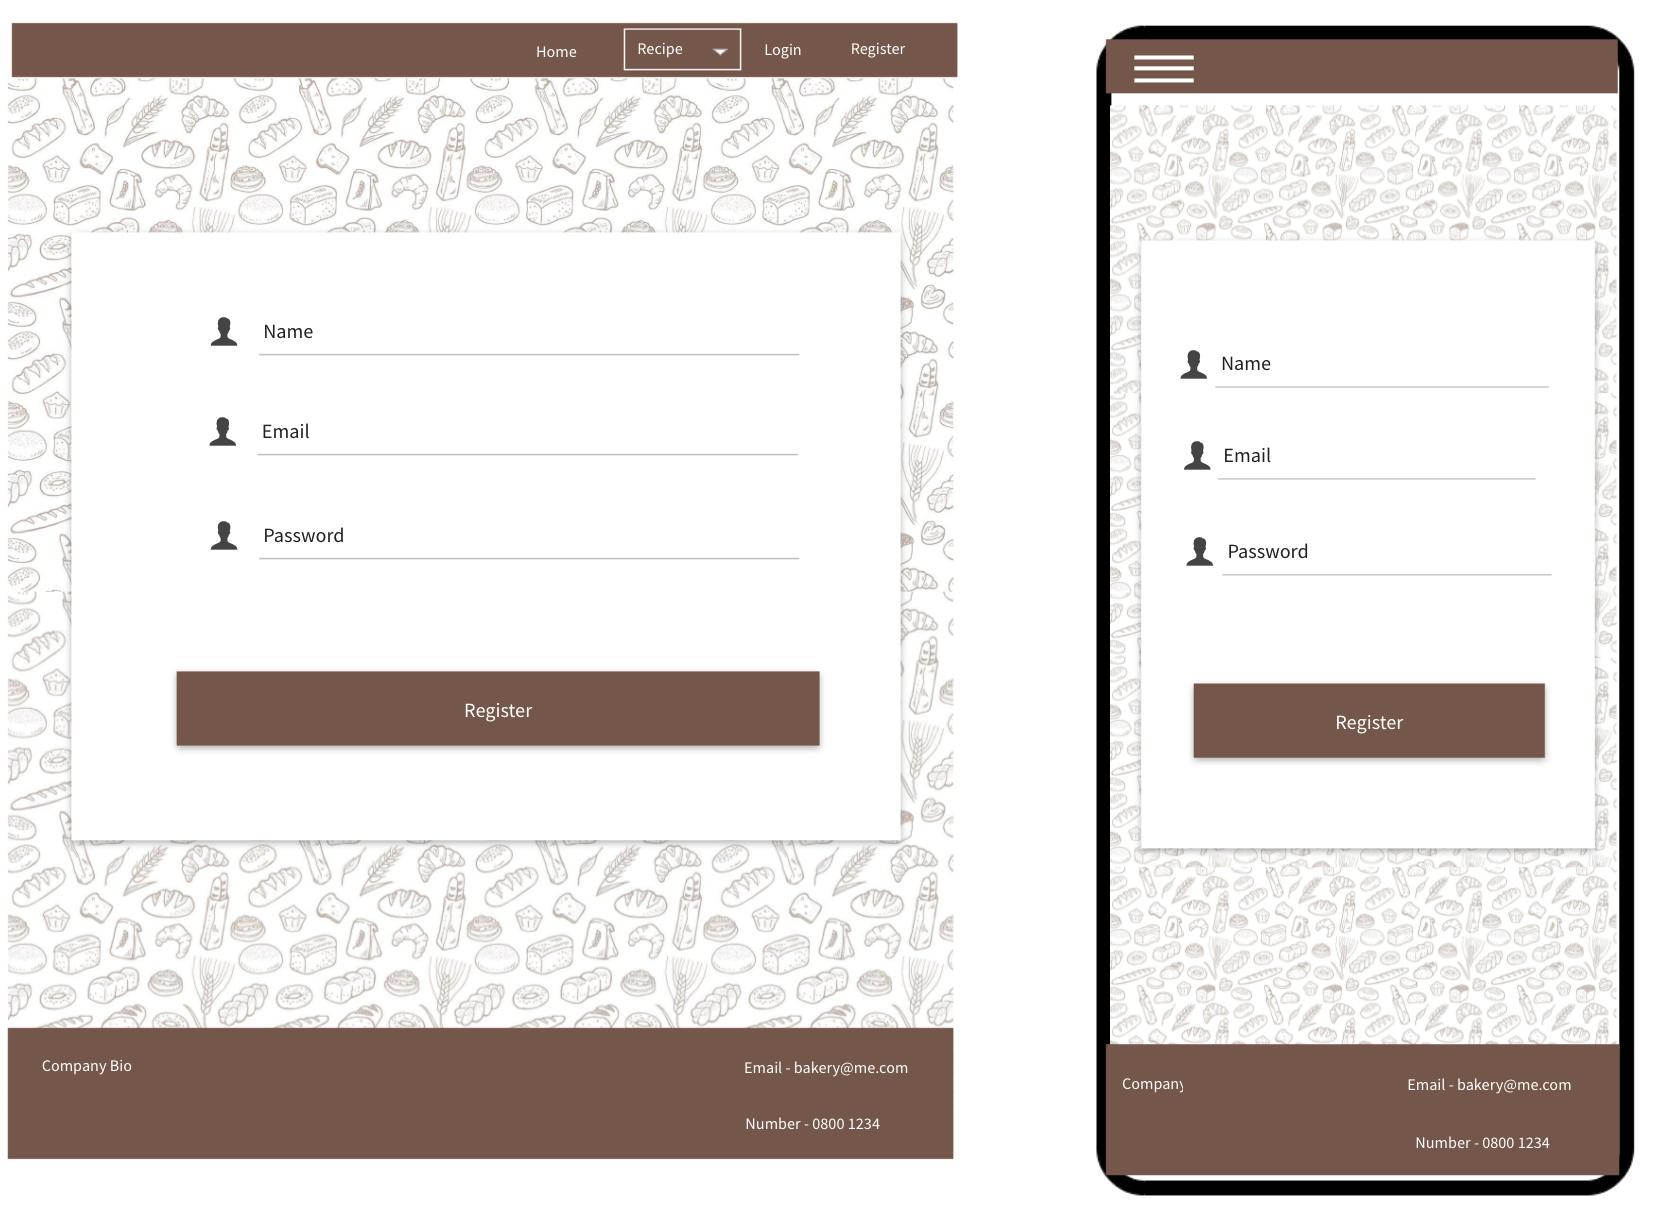 Home Recipe Login Register
Name
Email
Password
Register
Company Bio
Email - bakery@me.com
Number - 0800 1234
Name
Email
Password
Register
Company
Email - bakery@me.com
Number - 0800 1234